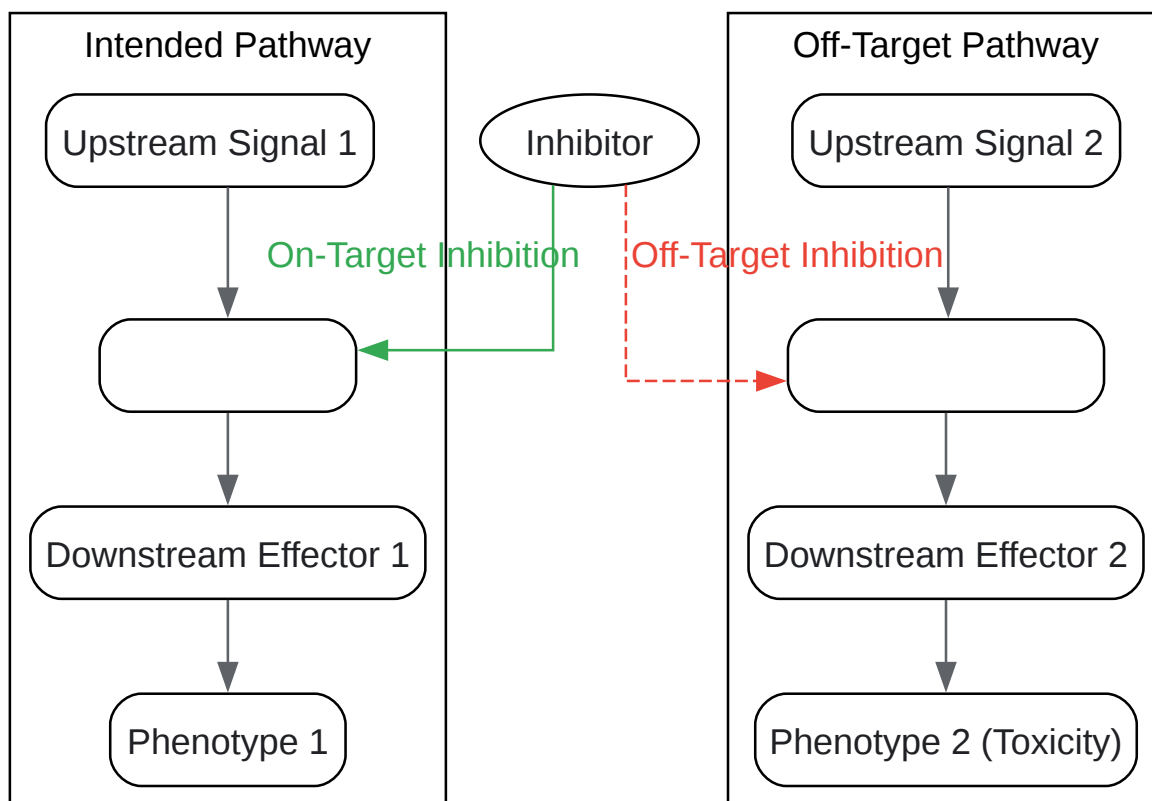 Intended Pathway
Off-Target Pathway
Upstream Signal 1
Inhibitor
Upstream Signal 2
On-Target Inhibition
Off-Target Inhibition
Downstream Effector 1
Downstream Effector 2
Phenotype 1
Phenotype 2 (Toxicity)